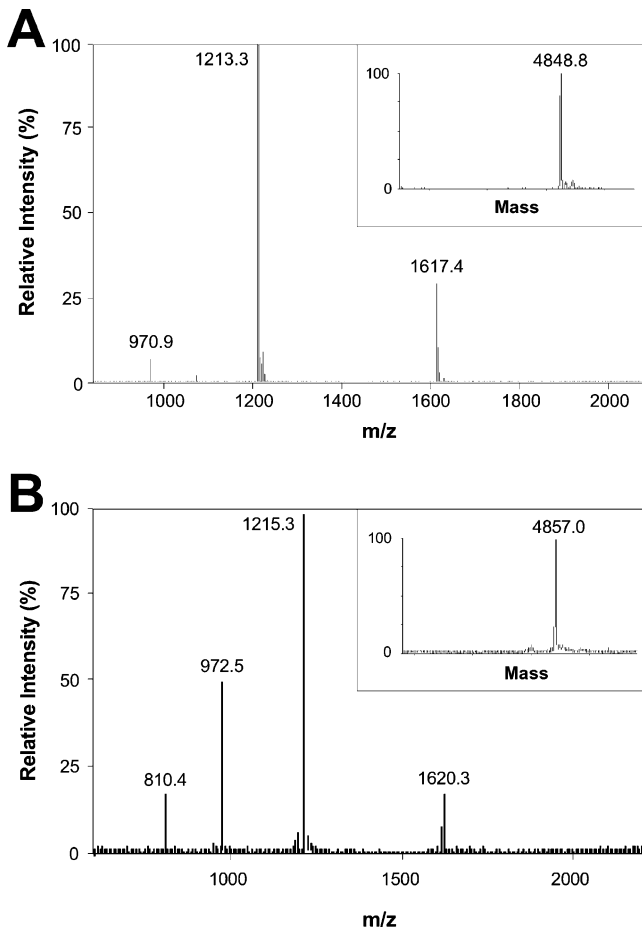 A
Relative Intensity (%)
100
75
50
25
0
1213.3
970.9
1617.4
1000 1200 1400 1600 1800 2000
m/z
4848.8
100
0
Mass
B
Relative Intensity (%)
100
75
50
25
0
1215.3
972.5
810.4
1620.3
1000 1500 2000
m/z
4857.0
100
0
Mass